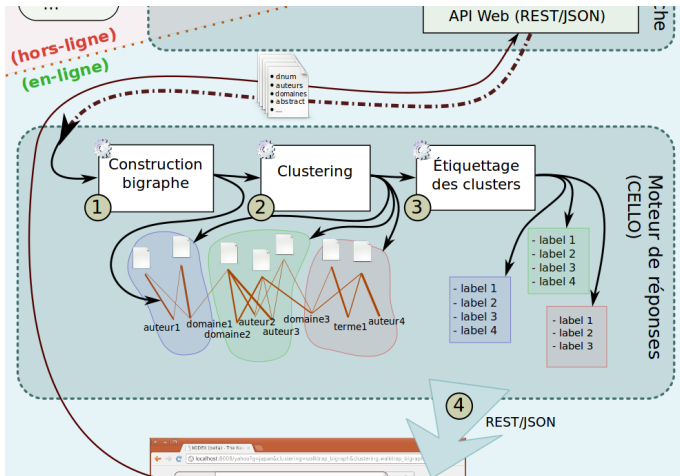 ...
che
API Web (REST/JSON)
(hors-ligne)
(en-ligne)
• dnum
• auteurs
• domaines
• abstract
• ...
Construction
bigraphe
Clustering
Étiquettage
des clusters
1
2
3
Moteur de réponses
(CELLO)
- label 1
- label 2
- label 3
- label 4
- label 1
- label 2
- label 3
- label 4
- label 1
- label 2
- label 3
auteur1
domaine1
domaine2
auteur2
auteur3
domaine3
terme1
auteur4
4
REST/JSON